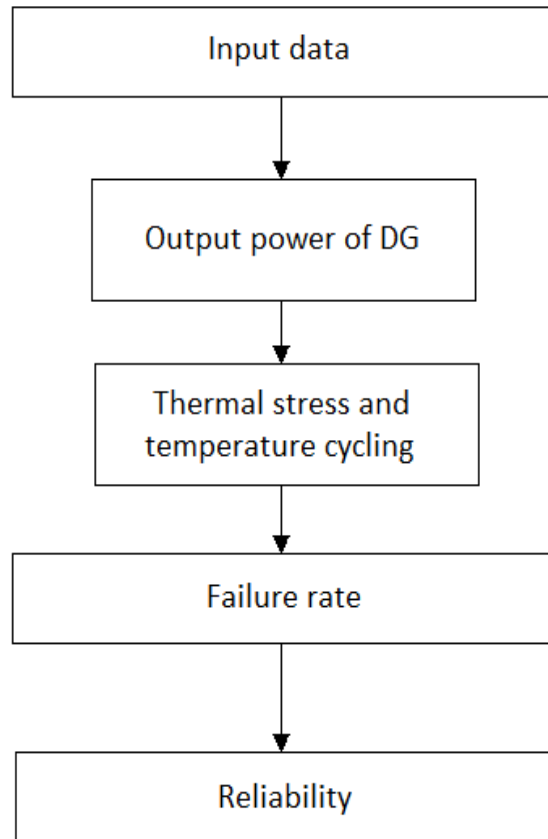 Input data
Output power of DG
Thermal stress and
temperature cycling
Failure rate
Reliability